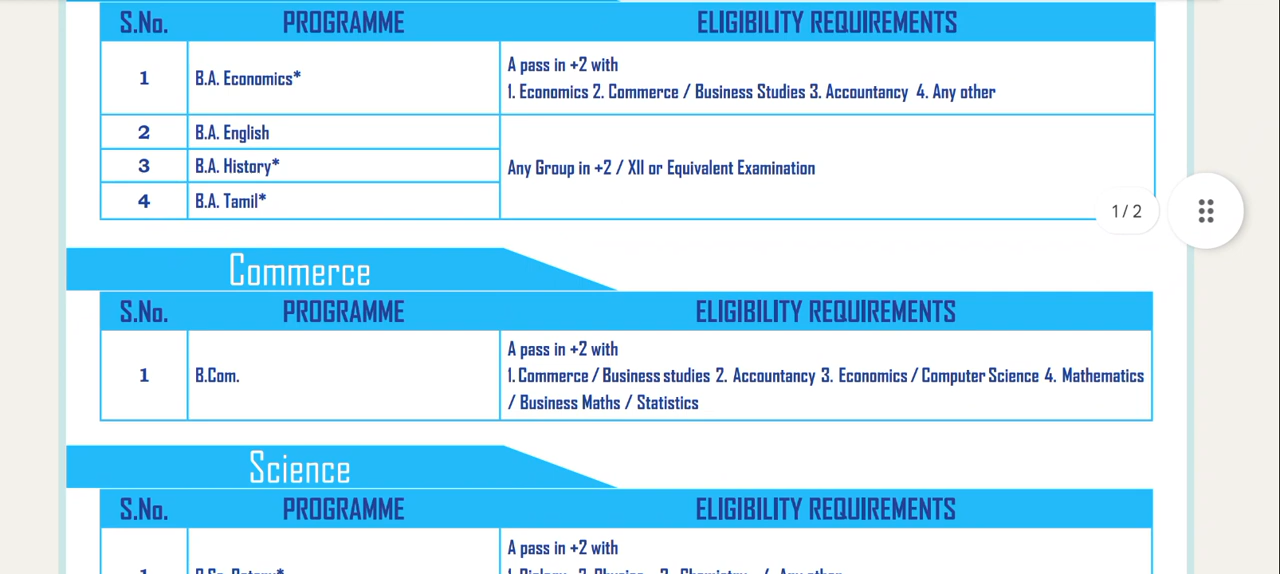 S.No. PROGRAMME ELIGIBILITY REQUIREMENTS
1 B.A. Economics* A pass in +2 with
1. Economics 2. Commerce / Business Studies 3. Accountancy 4. Any other
2 B.A. English
3 B.A. History* Any Group in +2 / XII or Equivalent Examination
4 B.A. Tamil*
1 / 2
Commerce
S.No. PROGRAMME ELIGIBILITY REQUIREMENTS
1 B.Com. A pass in +2 with
1. Commerce / Business studies 2. Accountancy 3. Economics / Computer Science 4. Mathematics
/ Business Maths / Statistics
Science
S.No. PROGRAMME ELIGIBILITY REQUIREMENTS
A pass in +2 with